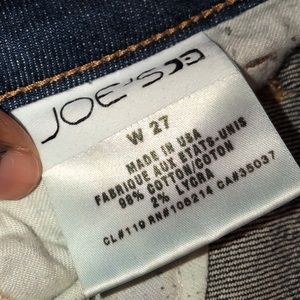 JOE'S
W 27
MADE IN USA
FABRIQUE AUX ETATS-UNIS
98% COTTON/COTON
2% LYCRA
CL#119 RN#108214 CA#35037